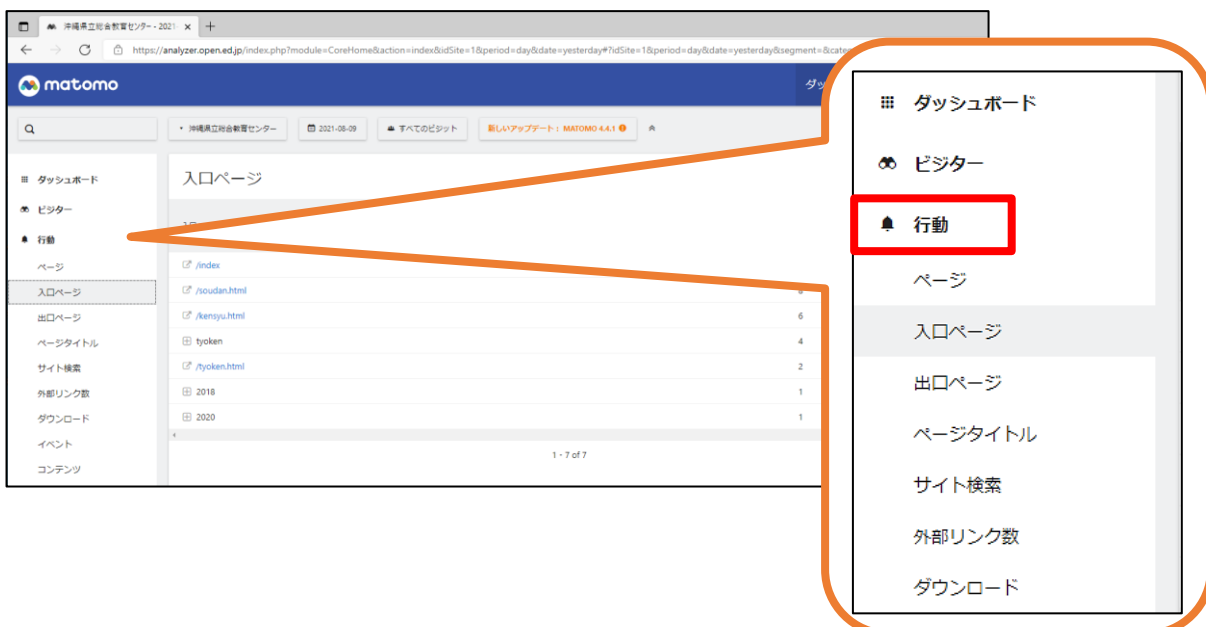 沖縄県立総合教育センター - 2021-
https://analyzer.open.ed.jp/index.php?module=CoreHome&action=index&idSite=1&period=day&date=yesterday#?idSite=1&period=day&date=yesterday&segment=&categ
matomo
沖縄県立総合教育センター 2021-08-09 すべてのビジット 新しいアップデート: MATOMO 4.4.1
ダッシュボード
ビジター
行動
ページ
入口ページ
出口ページ
ページタイトル
サイト検索
外部リンク数
ダウンロード
イベント
コンテンツ
入口ページ
/index
/soudan.html
/kensyu.html 6
tyoken 4
/tyoken.html 2
2018 1
2020 1
1 - 7 of 7
ダッシュボード
ビジター
行動
ページ
入口ページ
出口ページ
ページタイトル
サイト検索
外部リンク数
ダウンロード